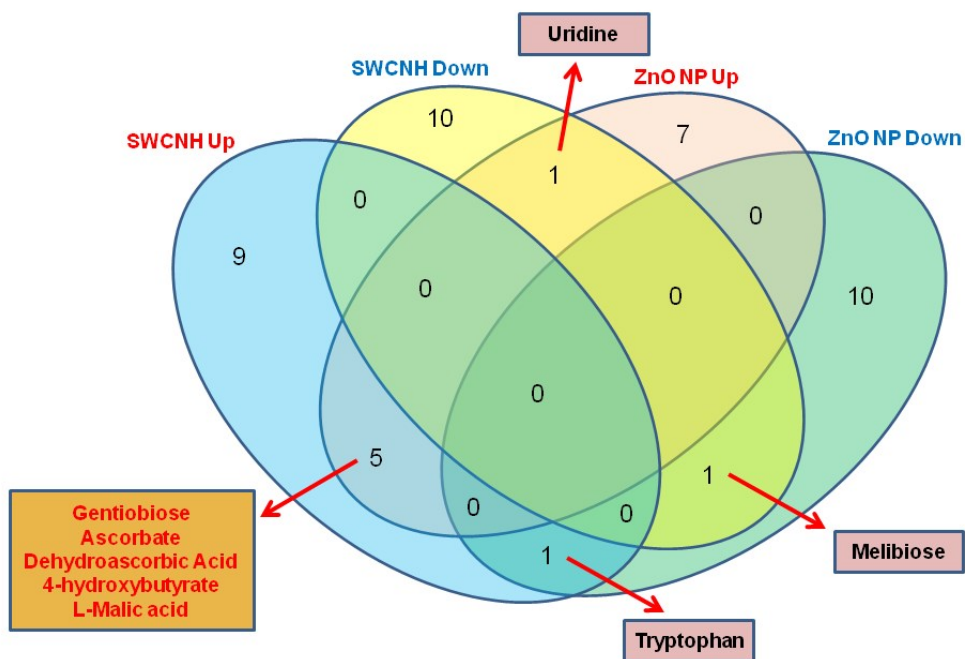 Uridine
SWCNH Down
ZnO NP Up
SWCNH Up
ZnO NP Down
10
7
1
0
0
9
0
0
10
0
5
1
0
0
1
Gentiobiose
Ascorbate
Dehydroascorbic Acid
4-hydroxybutyrate
L-Malic acid
Melibiose
Tryptophan